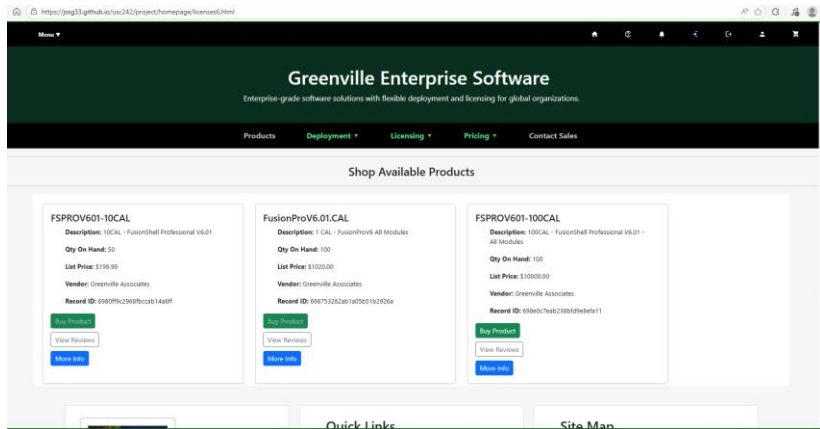 https://jssg33.github.io/usc242/project/homepage/licenses6.html
Menu ▼
Greenville Enterprise Software
Enterprise-grade software solutions with flexible deployment and licensing for global organizations.
Products Deployment ▼ Licensing ▼ Pricing ▼ Contact Sales
Shop Available Products
FSPROV601-10CAL
Description: 10CAL - FusionShell Professional V6.01
Qty On Hand: 50
List Price: $199.99
Vendor: Greenville Associates
Record ID:
Buy Product
View Reviews
More Info
FusionProV6.01.CAL
Description: 1 CAL - FusionProV6 All Modules
Qty On Hand: 100
List Price: $1020.00
Vendor: Greenville Associates
Record ID:
Buy Product
View Reviews
More Info
FSPROV601-100CAL
Description: 100CAL - FusionShell Professional V6.01 -
All Modules
Qty On Hand: 100
List Price: $10000.00
Vendor: Greenville Associates
Record ID:
Buy Product
View Reviews
More Info
Quick Links
Site Map